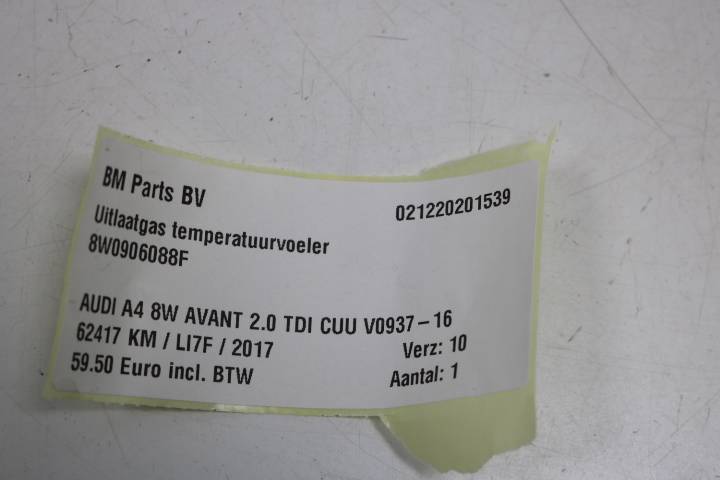 BM Parts BV
021220201539
Uitlaatgas temperatuurvoeler
8W0906088F
AUDI A4 8W AVANT 2.0 TDI CUU V0937-16
62417 KM / LI7F / 2017
Verz: 10
59.50 Euro incl. BTW
Aantal: 1